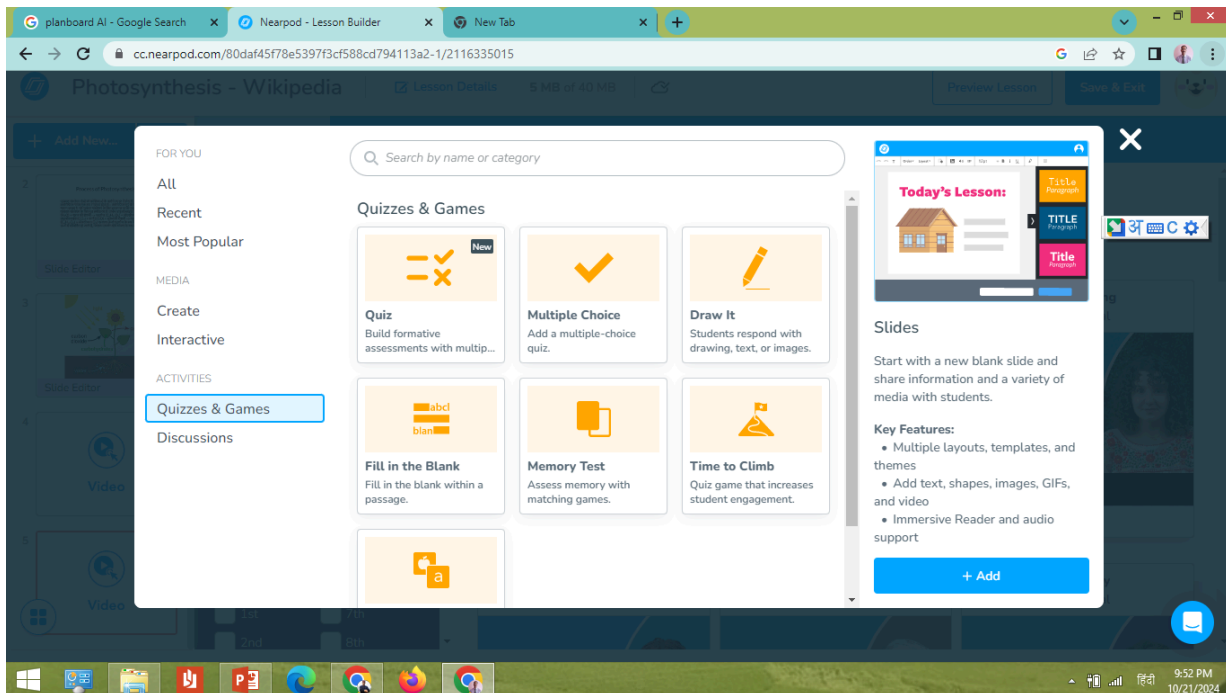 planboard AI - Google Search
Nearpod - Lesson Builder
New Tab
cc.nearpod.com/80daf45f78e5397f3cf588cd794113a2-1/2116335015
Photosynthesis - Wikipedia
Lesson Details
5 MB of 40 MB
Preview Lesson
Save & Exit
+ Add New...
FOR YOU
All
Recent
Most Popular
MEDIA
Create
Interactive
ACTIVITIES
Quizzes & Games
Discussions
Search by name or category
Quizzes & Games
New
Quiz
Build formative
assessments with multip...
Multiple Choice
Add a multiple-choice
quiz.
Draw It
Students respond with
drawing, text, or images.
abcl
blan
Fill in the Blank
Fill in the blank within a
passage.
Memory Test
Assess memory with
matching games.
Time to Climb
Quiz game that increases
student engagement.
a
Today's Lesson:
Title
Paragraph
TITLE
Paragraph
Title
Paragraph
Slides
Start with a new blank slide and
share information and a variety of
media with students.
Key Features:
• Multiple layouts, templates, and
themes
• Add text, shapes, images, GIFs,
and video
• Immersive Reader and audio
support
+ Add
अ C
2
Slide Editor
3
Slide Editor
4
Video
5
Video
1st
7th
2nd
8th
हिंदी
9:52 PM
10/21/2024